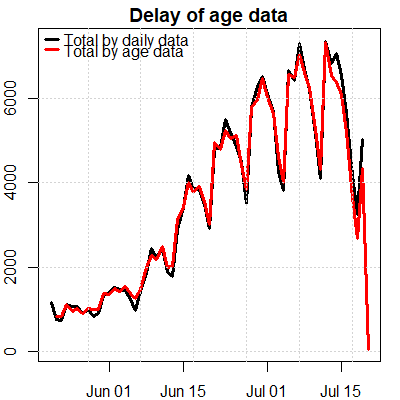 Delay of age data
Total by daily data
Total by age data
6000
4000
2000
0
Jun 01 Jun 15 Jul 01 Jul 15